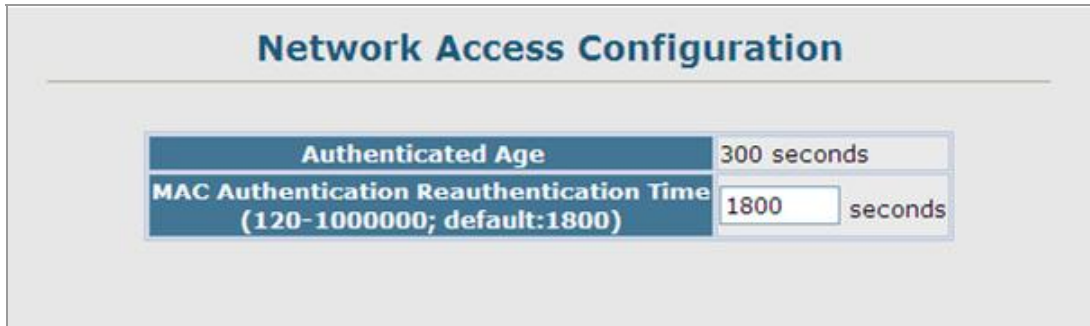 Network Access Configuration
Authenticated Age 300 seconds
MAC Authentication Reauthentication Time
(120-1000000; default:1800) 1800 seconds